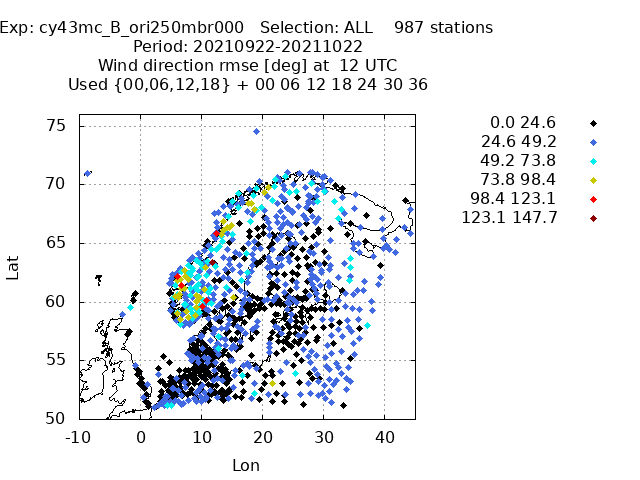 Exp: cy43mc_B_ori250mbr000   Selection: ALL    987 stations
Period: 20210922-20211022
Wind direction rmse [deg] at  12 UTC
Used {00,06,12,18} + 00 06 12 18 24 30 36
0.0 24.6
24.6 49.2
49.2 73.8
73.8 98.4
98.4 123.1
123.1 147.7
75
70
65
60
55
50
Lat
-10 0 10 20 30 40
Lon